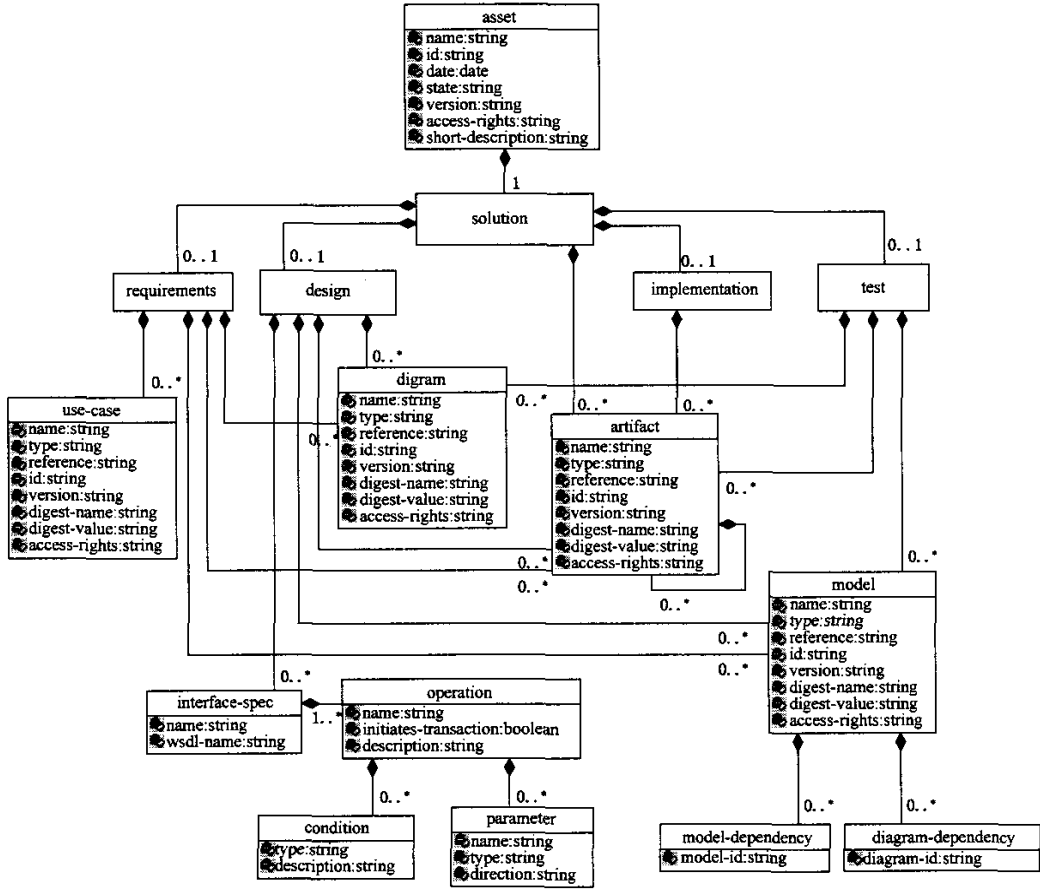 asset
name:string
id:string
date:date
state:string
version:string
access-rights:string
short-description:string
1
solution
0..1
0..1
0..1
0..1
requirements
design
implementation
test
0..*
0..*
0..*
0..*
0..*
0..*
use-case
name:string
type:string
reference:string
id:string
version:string
digest-name:string
digest-value:string
access-rights:string
digram
name:string
type:string
reference:string
id:string
version:string
digest-name:string
digest-value:string
access-rights:string
artifact
name:string
type:string
reference:string
id:string
version:string
digest-name:string
digest-value:string
access-rights:string
0..*
0..*
0..*
0..*
0..*
model
name:string
type:string
reference:string
id:string
version:string
digest-name:string
digest-value:string
access-rights:string
0..*
0..*
0..*
interface-spec
name:string
wsdl-name:string
1..*
operation
name:string
initiates-transaction:boolean
description:string
0..*
0..*
0..*
0..*
condition
type:string
description:string
parameter
name:string
type:string
direction:string
model-dependency
model-id:string
diagram-dependency
diagram-id:string